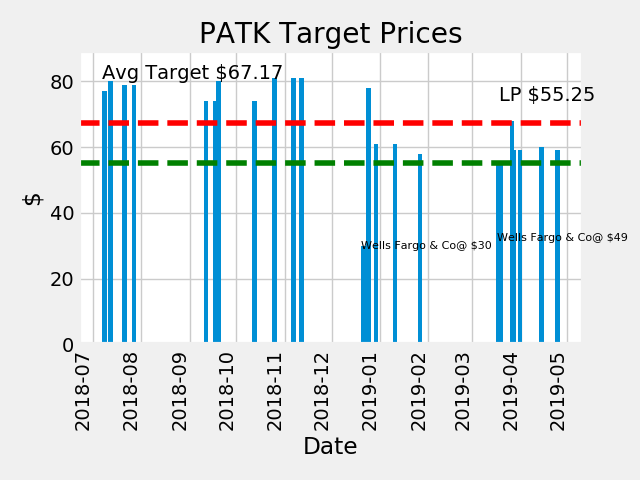 PATK Target Prices
Avg Target $67.17
LP $55.25
Wells Fargo & Co@ $30
Wells Fargo & Co@ $49
$
80
60
40
20
0
2018-07
2018-08
2018-09
2018-10
2018-11
2018-12
2019-01
2019-02
2019-03
2019-04
2019-05
Date